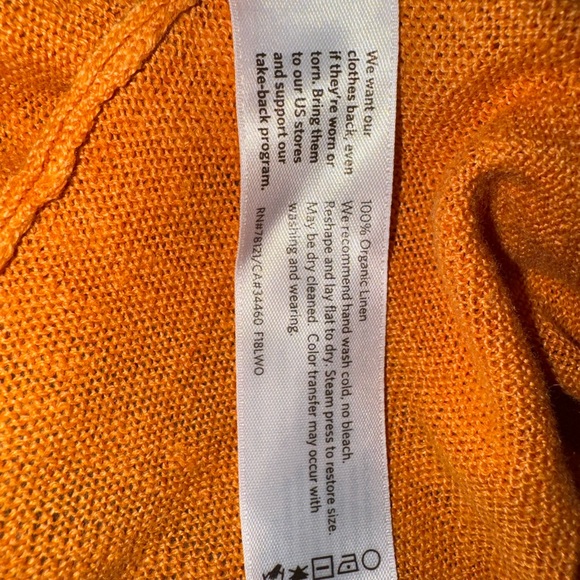 We want our
clothes back, even
if they're worn or
torn. Bring them
to our US stores
and support our
take-back program.
100% Organic Linen
We recommend hand wash cold, no bleach.
Reshape and lay flat to dry. Steam press to restore size.
May be dry cleaned. Color transfer may occur with
washing and wearing.
RN#78121/CA#34460 F18LWO